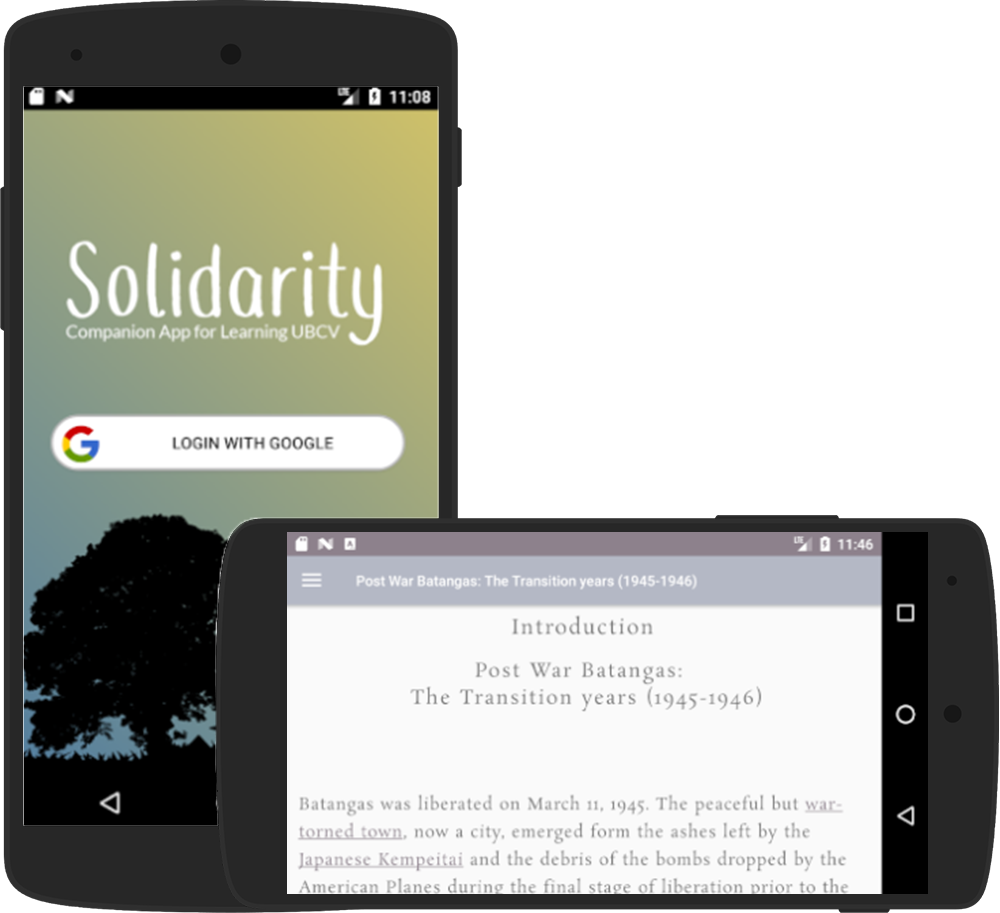 11:08
Solidarity
Companion App for Learning UBCV
LOGIN WITH GOOGLE
11:46
Post War Batangas: The Transition years (1945-1946)
Introduction
Post War Batangas:
The Transition years (1945-1946)
Batangas was liberated on March 11, 1945. The peaceful but war-
torned town, now a city, emerged form the ashes left by the
Japanese Kempeitai and the debris of the bombs dropped by the
American Planes during the final stage of liberation prior to the